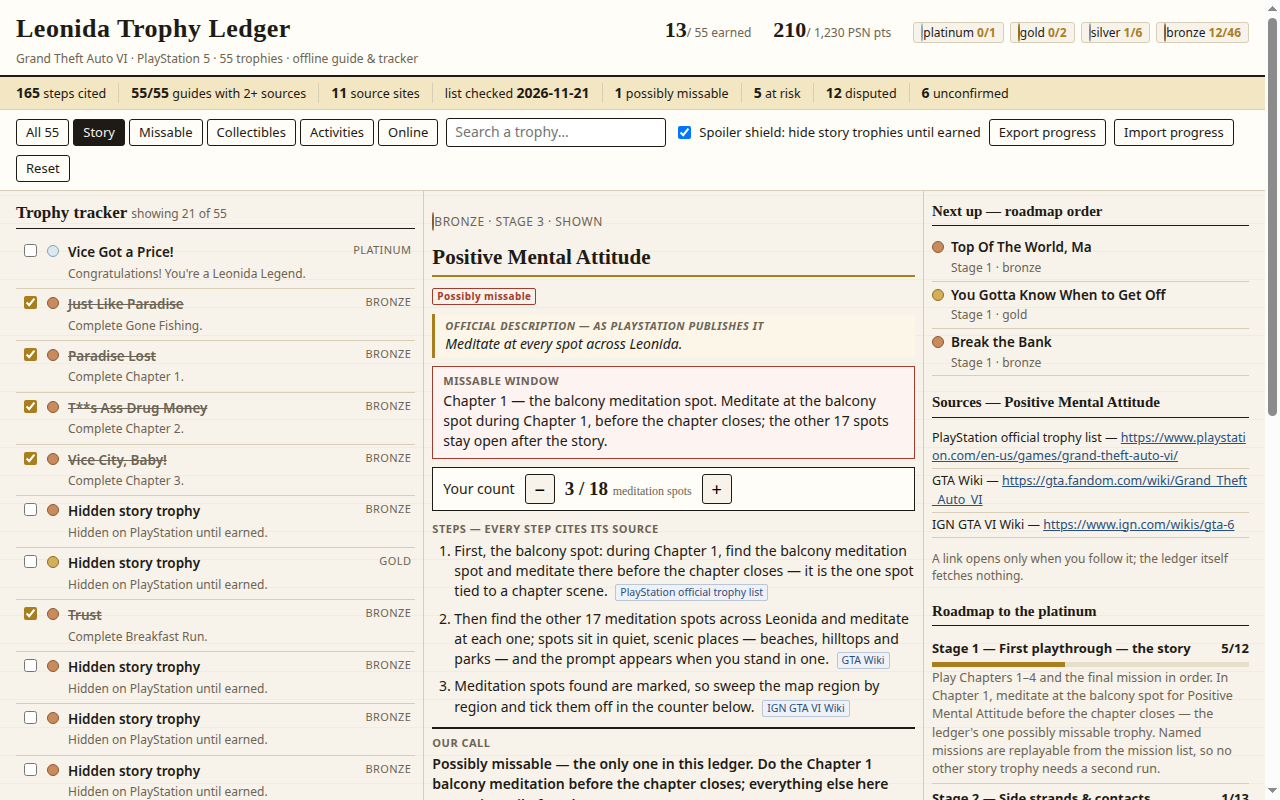 Leonida Trophy Ledger
Grand Theft Auto VI · PlayStation 5 · 55 trophies · offline guide & tracker
13 / 55 earned
210 / 1,230 PSN pts
platinum 0/1
gold 0/2
silver 1/6
bronze 12/46
165 steps cited
55/55 guides with 2+ sources
11 source sites
list checked 2026-11-21
1 possibly missable
5 at risk
12 disputed
6 unconfirmed
All 55
Story
Missable
Collectibles
Activities
Online
Search a trophy...
Spoiler shield: hide story trophies until earned
Export progress
Import progress
Reset
Trophy tracker showing 21 of 55
Vice Got a Price!
PLATINUM
Congratulations! You're a Leonida Legend.
Just Like Paradise
BRONZE
Complete Gone Fishing.
Paradise Lost
BRONZE
Complete Chapter 1.
T**s Ass Drug Money
BRONZE
Complete Chapter 2.
Vice City, Baby!
BRONZE
Complete Chapter 3.
Hidden story trophy
BRONZE
Hidden on PlayStation until earned.
Hidden story trophy
GOLD
Hidden on PlayStation until earned.
Trust
BRONZE
Complete Breakfast Run.
Hidden story trophy
BRONZE
Hidden on PlayStation until earned.
Hidden story trophy
BRONZE
Hidden on PlayStation until earned.
Hidden story trophy
BRONZE
Hidden on PlayStation until earned.
BRONZE · STAGE 3 · SHOWN
Positive Mental Attitude
Possibly missable
OFFICIAL DESCRIPTION — AS PLAYSTATION PUBLISHES IT
Meditate at every spot across Leonida.
MISSABLE WINDOW
Chapter 1 — the balcony meditation spot. Meditate at the balcony
spot during Chapter 1, before the chapter closes; the other 17 spots
stay open after the story.
Your count − 3 / 18 meditation spots +
STEPS — EVERY STEP CITES ITS SOURCE
1. First, the balcony spot: during Chapter 1, find the balcony meditation
spot and meditate there before the chapter closes — it is the one spot
tied to a chapter scene. PlayStation official trophy list
2. Then find the other 17 meditation spots across Leonida and meditate
at each one; spots sit in quiet, scenic places — beaches, hilltops and
parks — and the prompt appears when you stand in one. GTA Wiki
3. Meditation spots found are marked, so sweep the map region by
region and tick them off in the counter below. IGN GTA VI Wiki
OUR CALL
Possibly missable — the only one in this ledger. Do the Chapter 1
balcony meditation before the chapter closes; everything else here
Next up — roadmap order
Top Of The World, Ma
Stage 1 · bronze
You Gotta Know When to Get Off
Stage 1 · gold
Break the Bank
Stage 1 · bronze
Sources — Positive Mental Attitude
PlayStation official trophy list — https://www.playstati
on.com/en-us/games/grand-theft-auto-vi/
GTA Wiki — https://gta.fandom.com/wiki/Grand_Theft
_Auto_VI
IGN GTA VI Wiki — https://www.ign.com/wikis/gta-6
A link opens only when you follow it; the ledger itself
fetches nothing.
Roadmap to the platinum
Stage 1 — First playthrough — the story 5/12
Play Chapters 1–4 and the final mission in order. In
Chapter 1, meditate at the balcony spot for Positive
Mental Attitude before the chapter closes — the
ledger's one possibly missable trophy. Named
missions are replayable from the mission list, so no
other story trophy needs a second run.
Stage 2 — Side strands & contacts 1/13